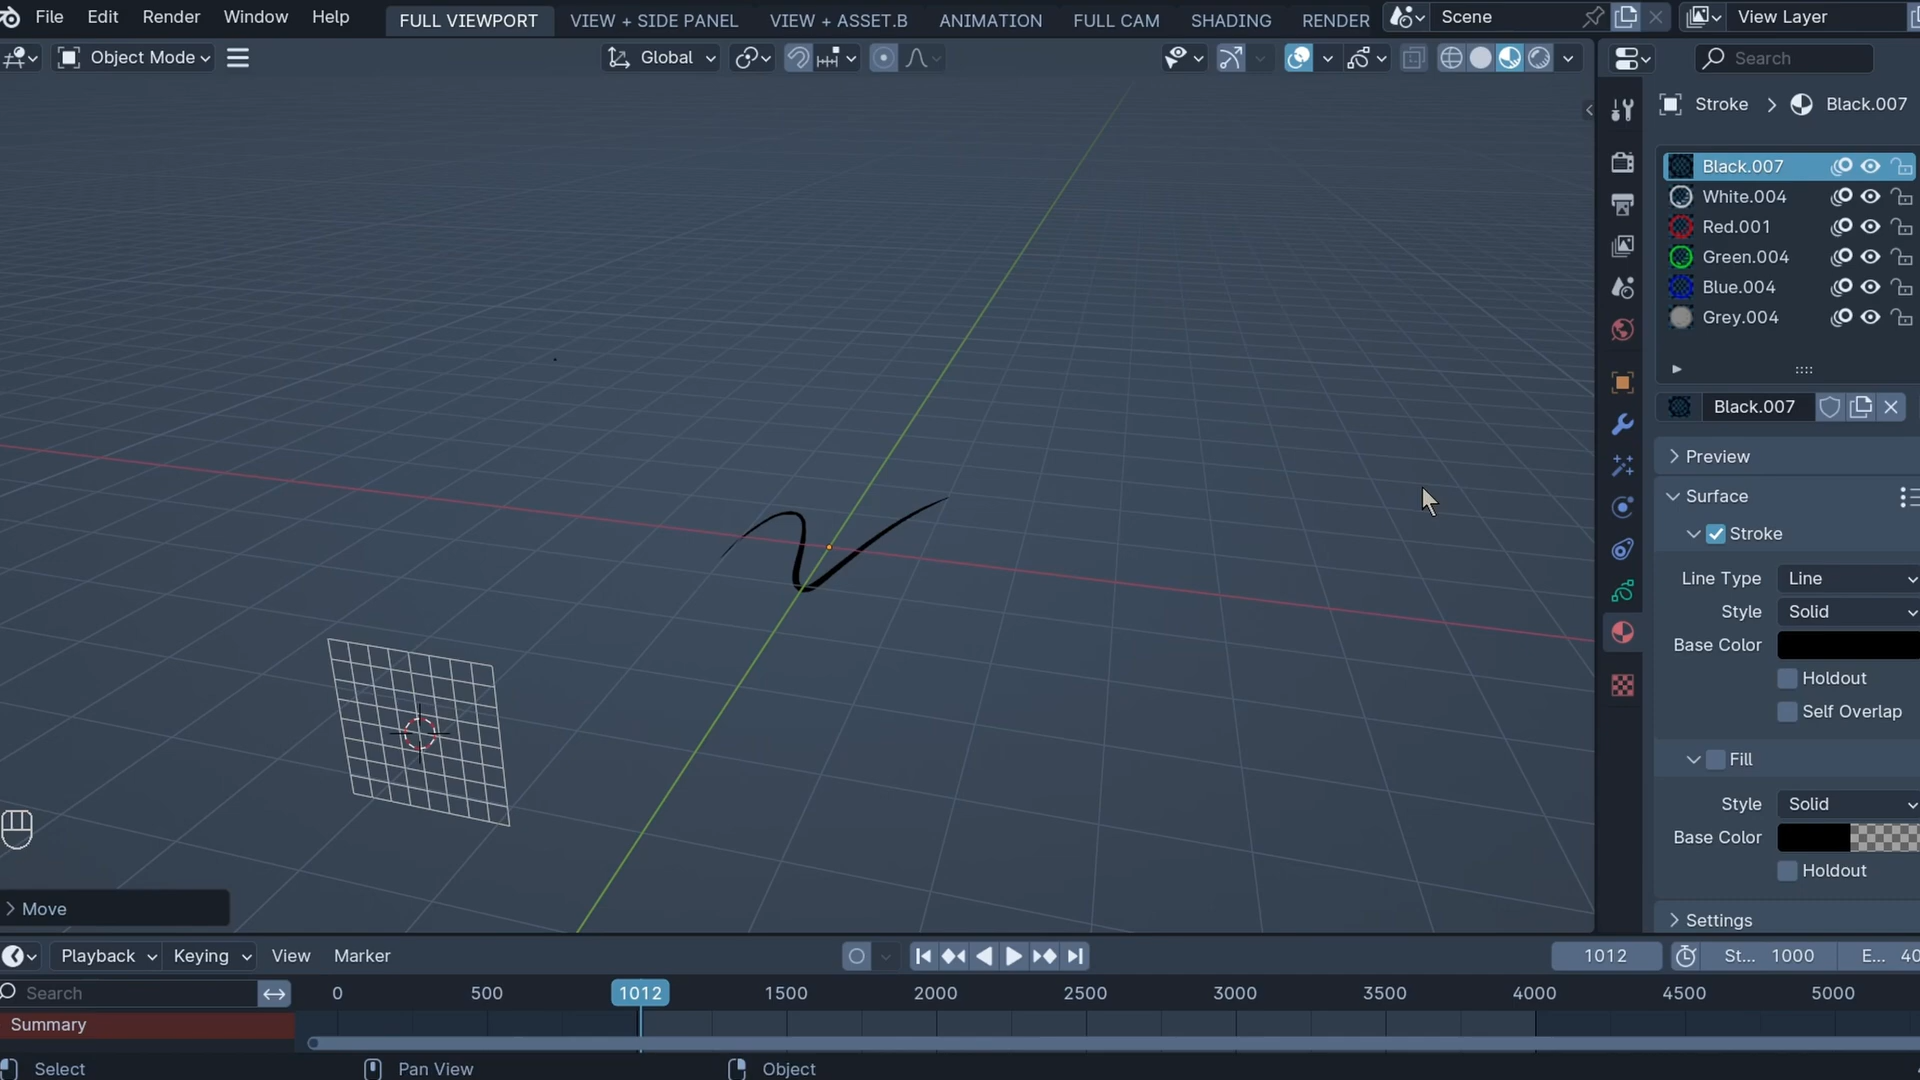 File Edit Render Window Help FULL VIEWPORT VIEW + SIDE PANEL VIEW + ASSET.B ANIMATION FULL CAM SHADING RENDER Scene View Layer
Object Mode Global Search
Stroke > Black.007
Black.007
White.004
Red.001
Green.004
Blue.004
Grey.004
Black.007
Preview
Surface
Stroke
Line Type Line
Style Solid
Base Color
Holdout
Self Overlap
Fill
Style Solid
Base Color
Holdout
Settings
Move
Playback Keying View Marker 1012 St... 1000 E... 40
Search 0 500 1012 1500 2000 2500 3000 3500 4000 4500 5000
Summary
Select Pan View Object